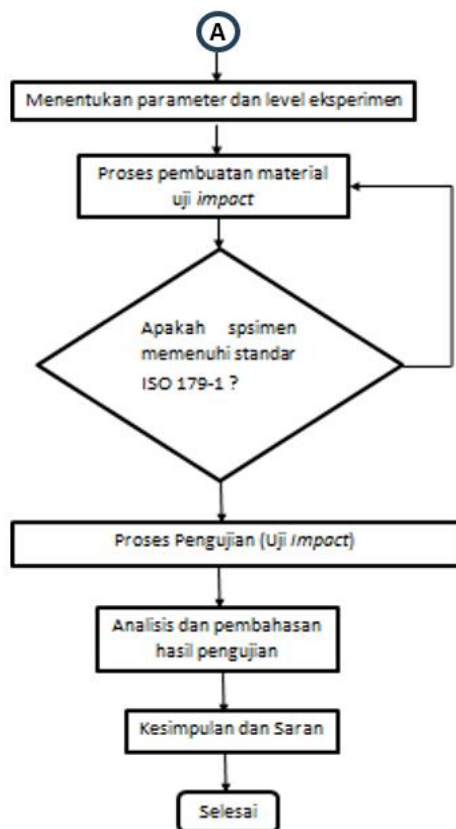 A
Menentukan parameter dan level eksperimen
Proses pembuatan material
uji impact
Apakah spsimen
memenuhi standar
ISO 179-1 ?
Proses Pengujian (Uji Impact)
Analisis dan pembahasan
hasil pengujian
Kesimpulan dan Saran
Selesai